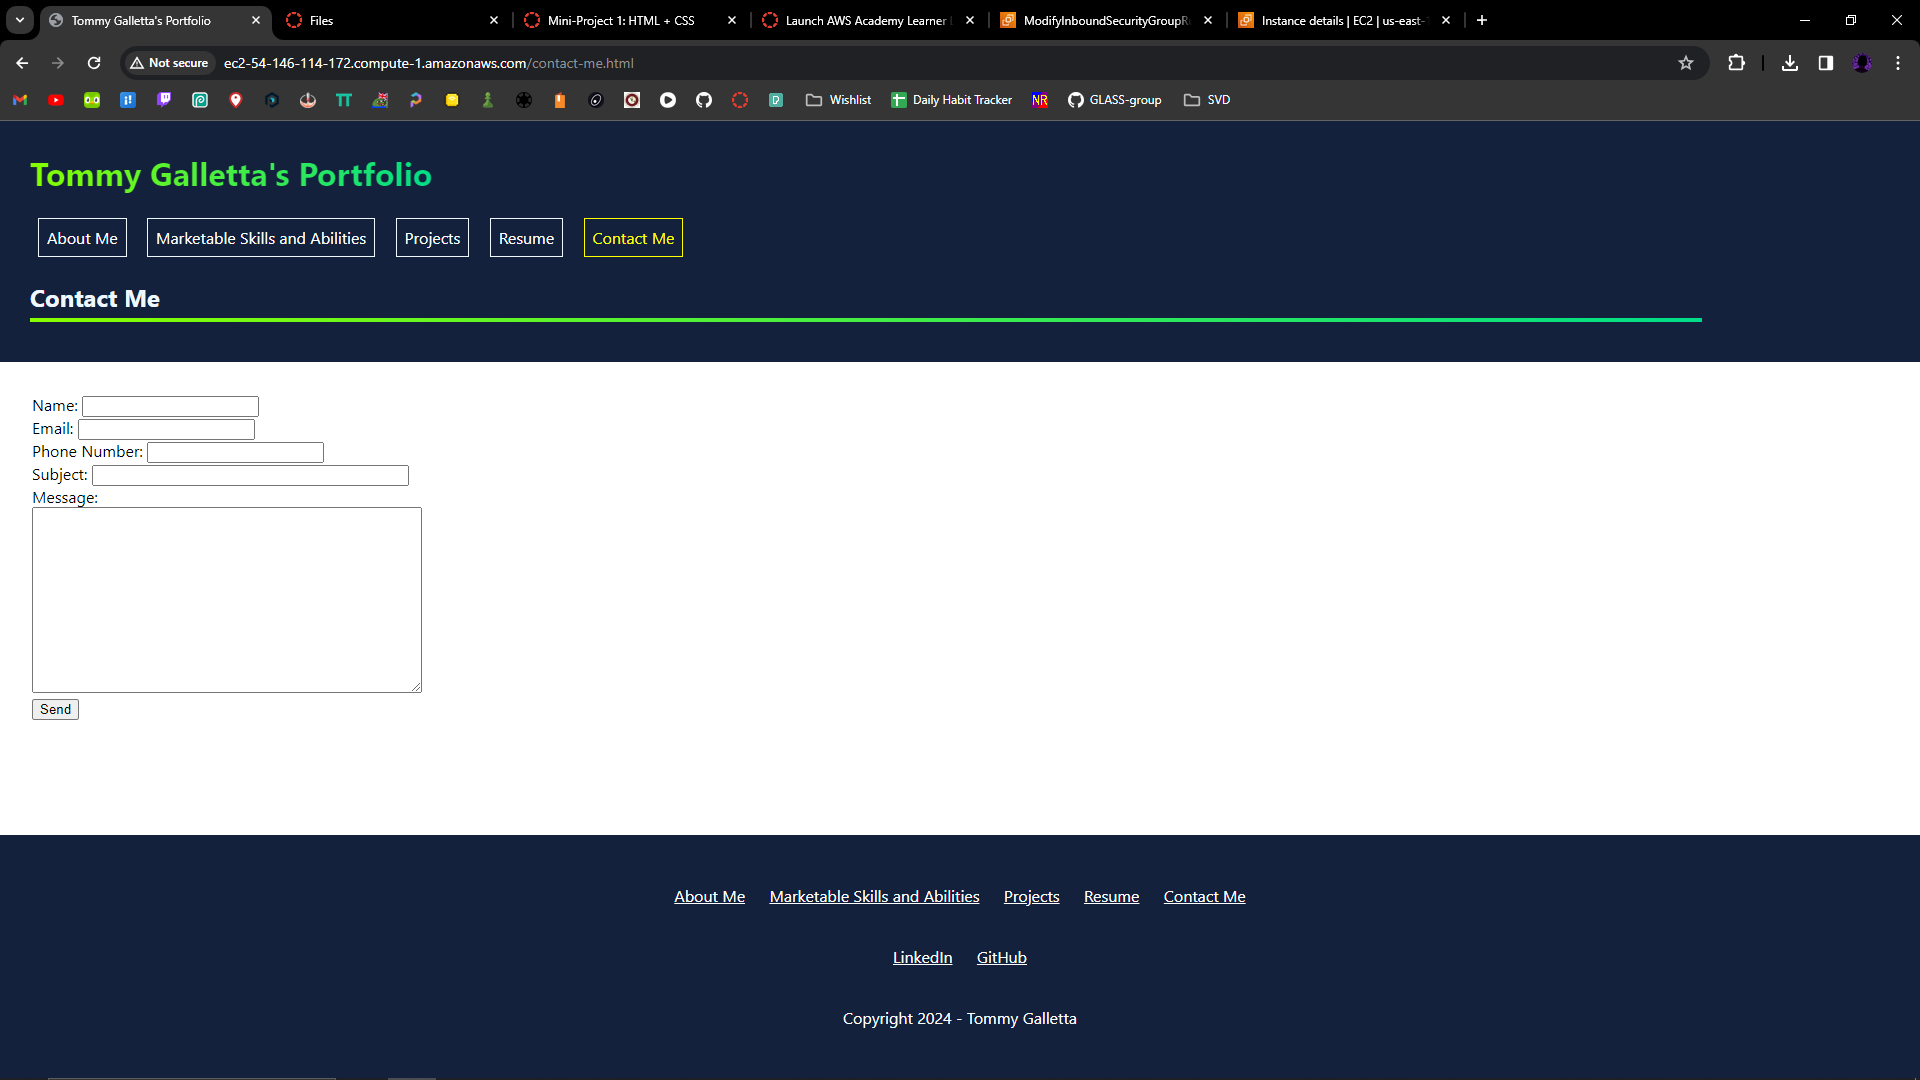 Tommy Galletta's Portfolio
Files
Mini-Project 1: HTML + CSS
Launch AWS Academy Learner
ModifyInboundSecurityGroupR
Instance details | EC2 | us-east-
Not secure
ec2-54-146-114-172.compute-1.amazonaws.com/contact-me.html
TT
Wishlist
Daily Habit Tracker
NR
GLASS-group
SVD
Tommy Galletta's Portfolio
About Me
Marketable Skills and Abilities
Projects
Resume
Contact Me
Contact Me
Name:
Email:
Phone Number:
Subject:
Message:
Send
About Me
Marketable Skills and Abilities
Projects
Resume
Contact Me
LinkedIn
GitHub
Copyright 2024 - Tommy Galletta